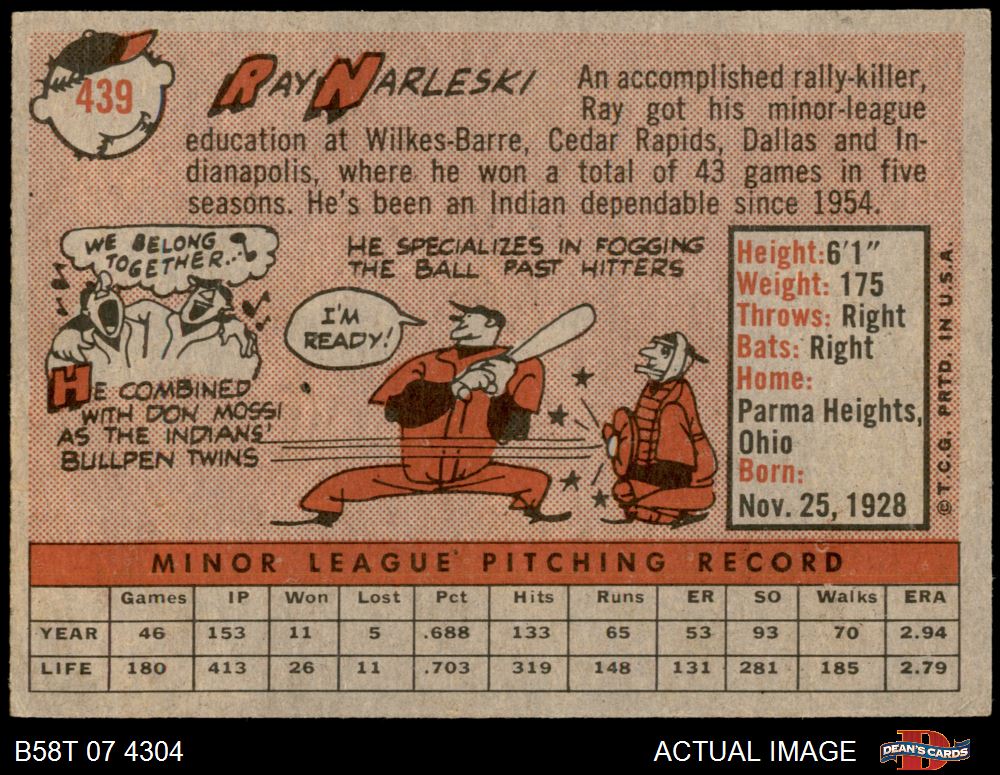 439
RAY NARLESKI
An accomplished rally-killer,
Ray got his minor-league
education at Wilkes-Barre, Cedar Rapids, Dallas and In-
dianapolis, where he won a total of 43 games in five
seasons. He's been an Indian dependable since 1954.
WE BELONG
TOGETHER...
HE COMBINED
WITH DON MOSSI
AS THE INDIANS'
BULLPEN TWINS
HE SPECIALIZES IN FOGGING
THE BALL PAST HITTERS
I'M
READY!
Height: 6'1"
Weight: 175
Throws: Right
Bats: Right
Home:
Parma Heights,
Ohio
Born:
Nov. 25, 1928
© T.C.G. PRTD. IN U.S.A.
MINOR LEAGUE PITCHING RECORD
Games IP Won Lost Pct Hits Runs ER SO Walks ERA
YEAR 46 153 11 5 .688 133 65 53 93 70 2.94
LIFE 180 413 26 11 .703 319 148 131 281 185 2.79
B58T 07 4304
ACTUAL IMAGE
DEAN'S CARDS